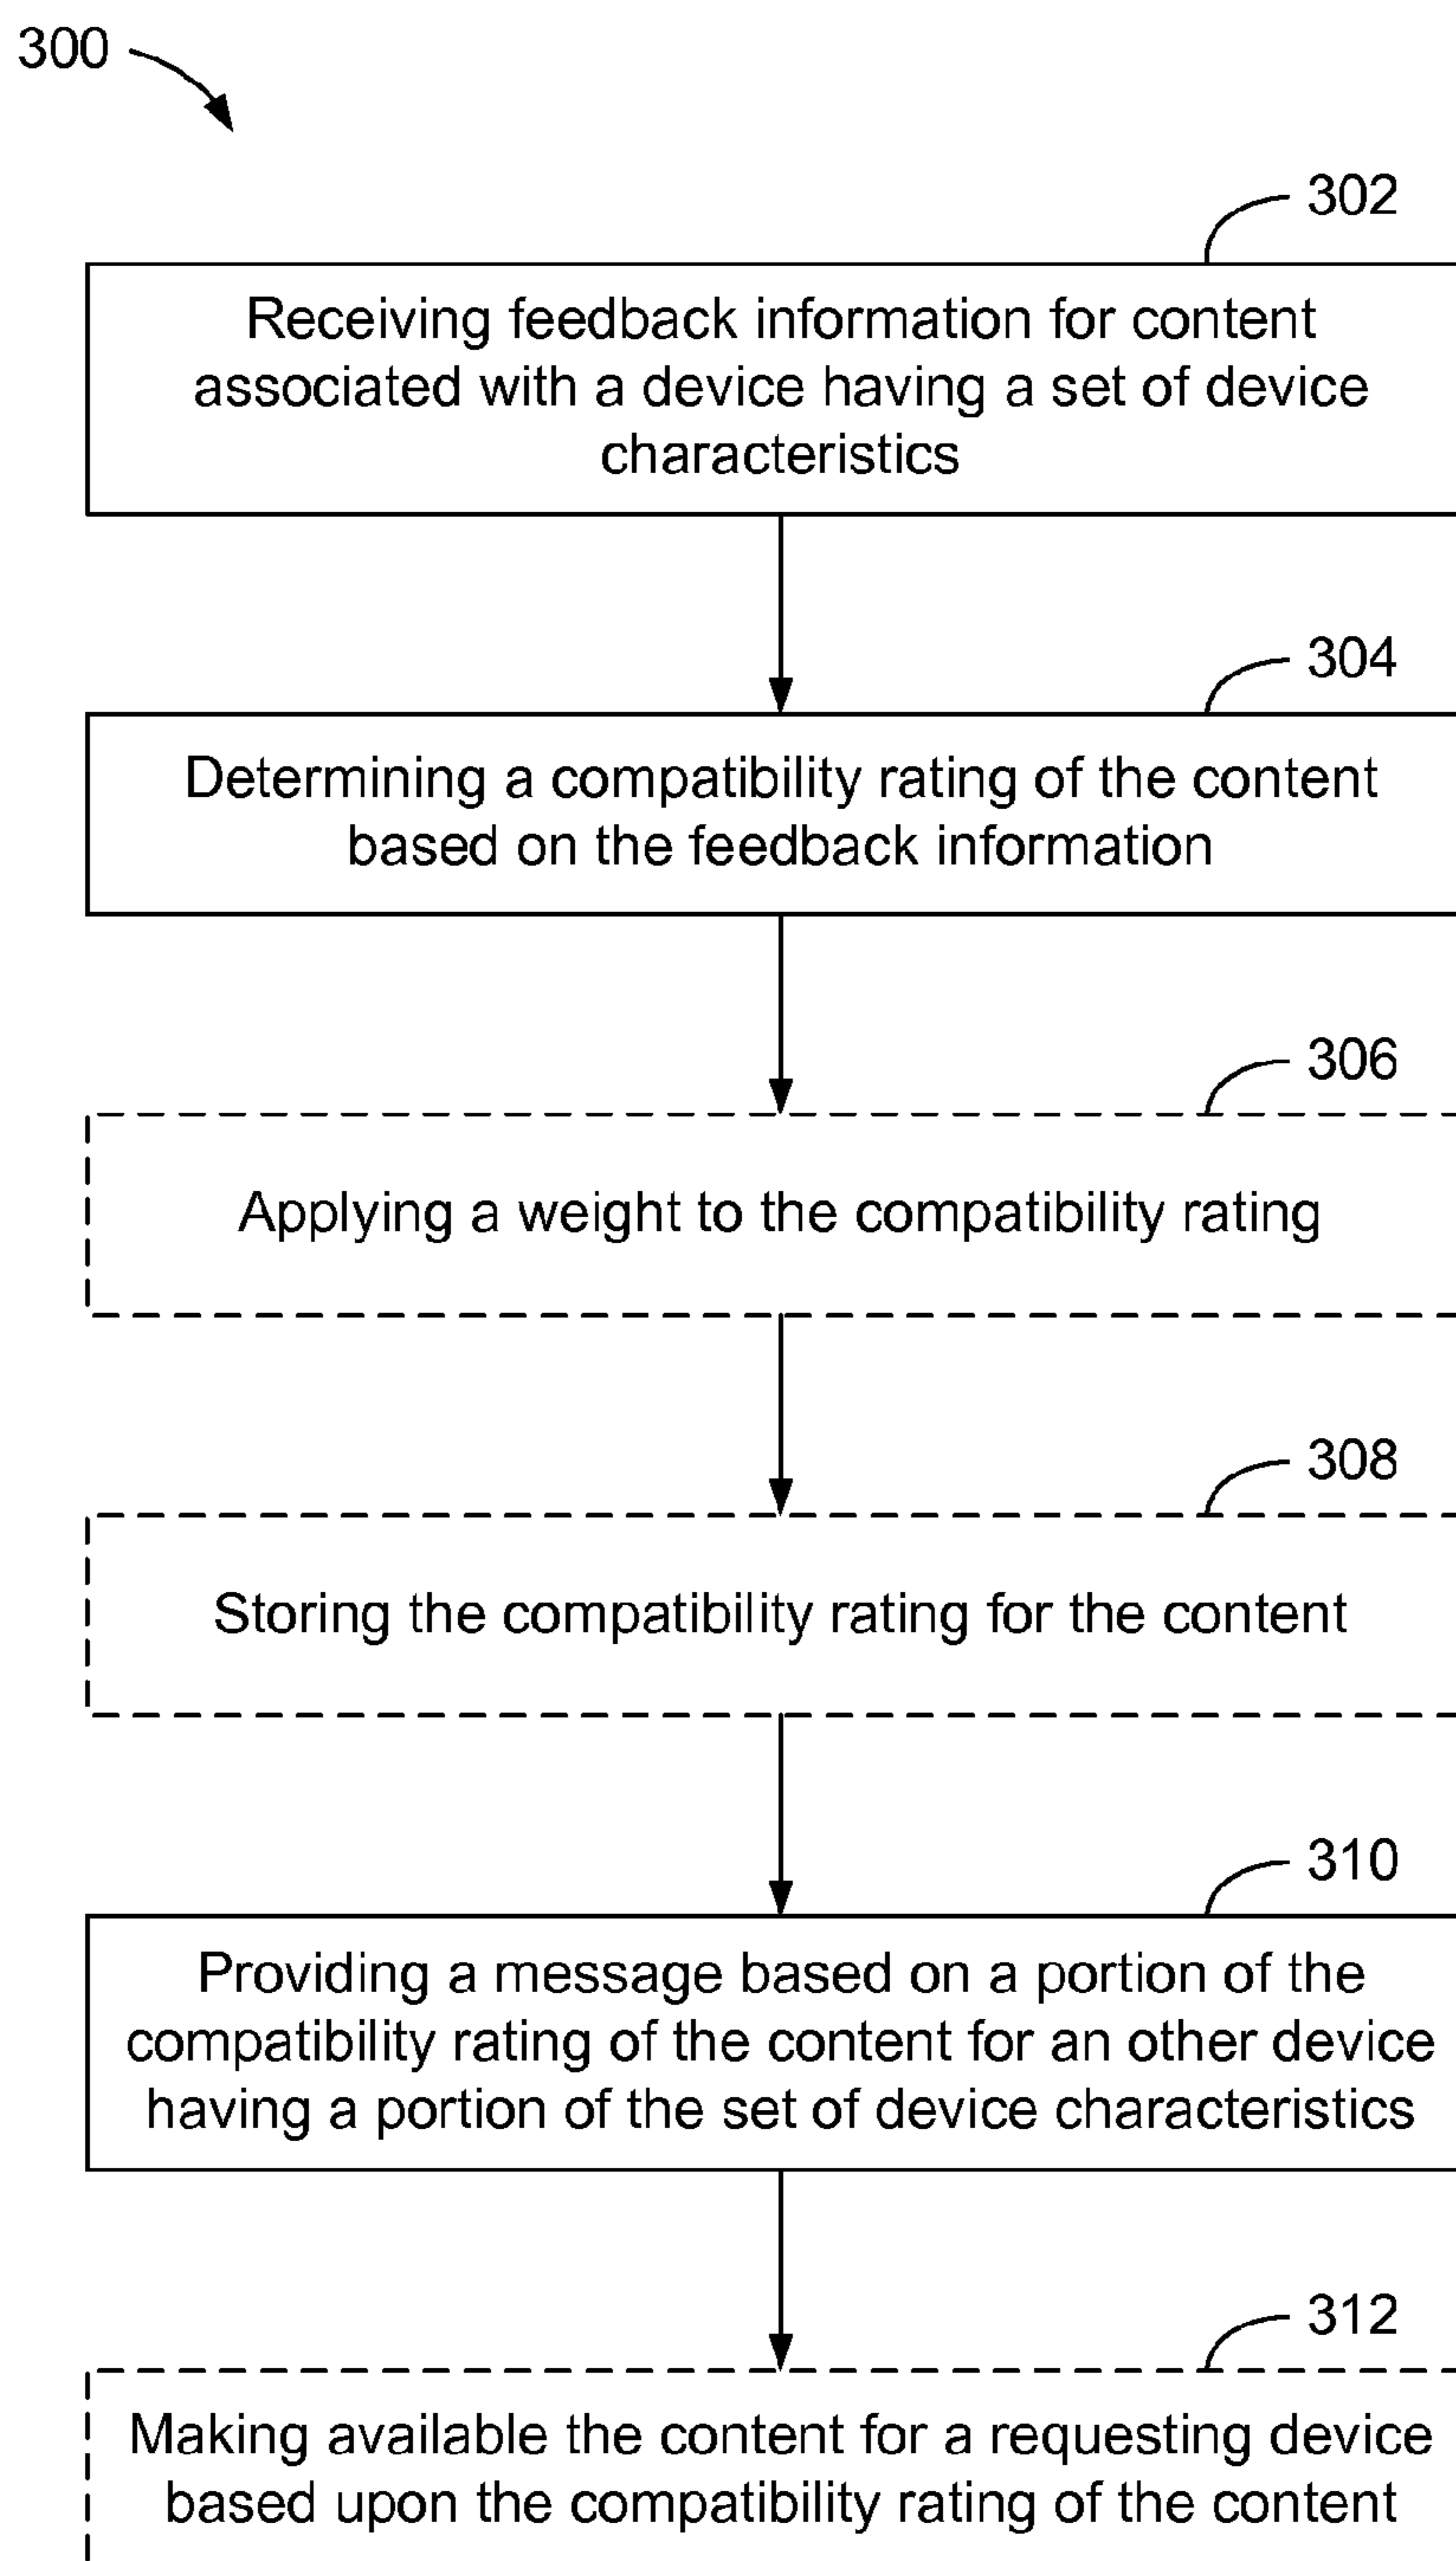 300
302
Receiving feedback information for content
associated with a device having a set of device
characteristics
304
Determining a compatibility rating of the content
based on the feedback information
306
Applying a weight to the compatibility rating
308
Storing the compatibility rating for the content
310
Providing a message based on a portion of the
compatibility rating of the content for an other device
having a portion of the set of device characteristics
312
Making available the content for a requesting device
based upon the compatibility rating of the content